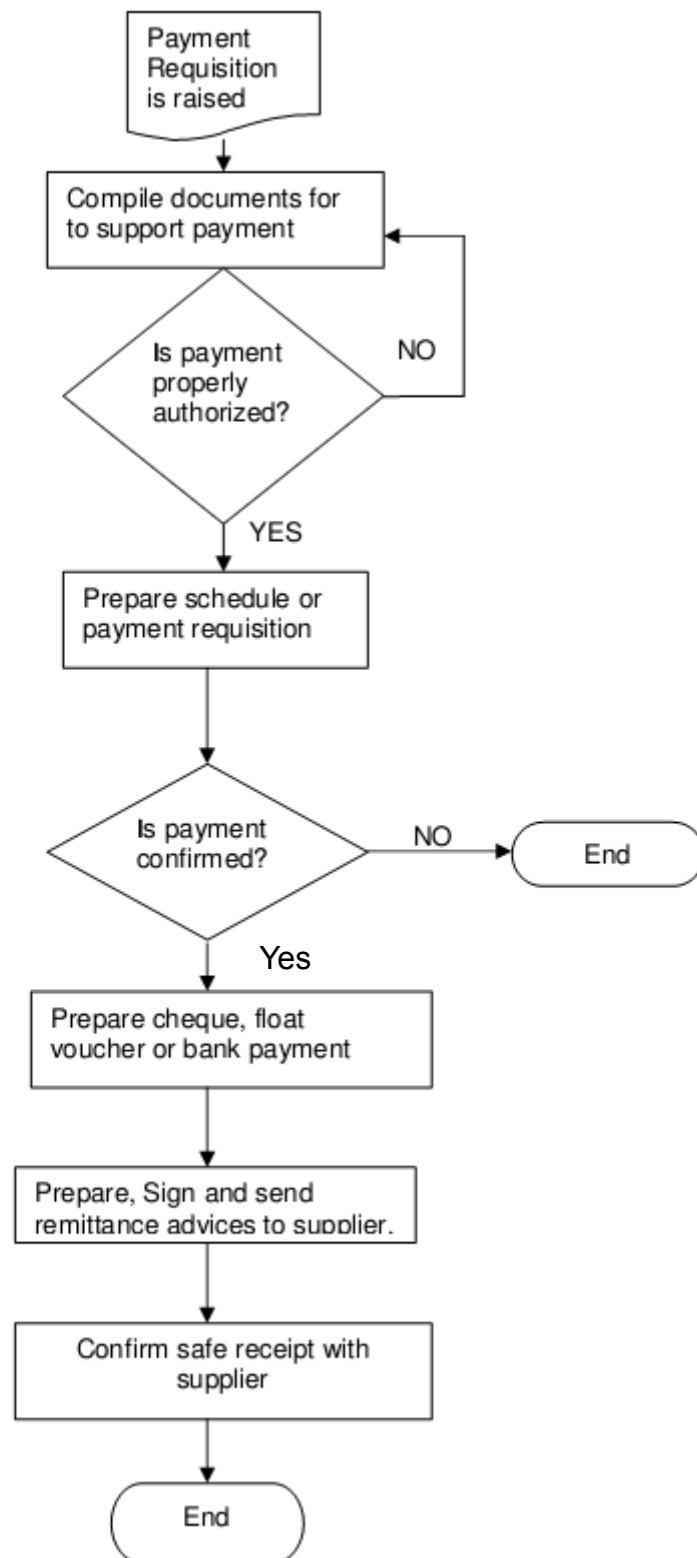 Payment
Requisition
is raised
Compile documents for
to support payment
Is payment
properly
authorized?
NO
YES
Prepare schedule or
payment requisition
Is payment
confirmed?
NO
End
Yes
Prepare cheque, float
voucher or bank payment
Prepare, Sign and send
remittance advices to supplier.
Confirm safe receipt with
supplier
End